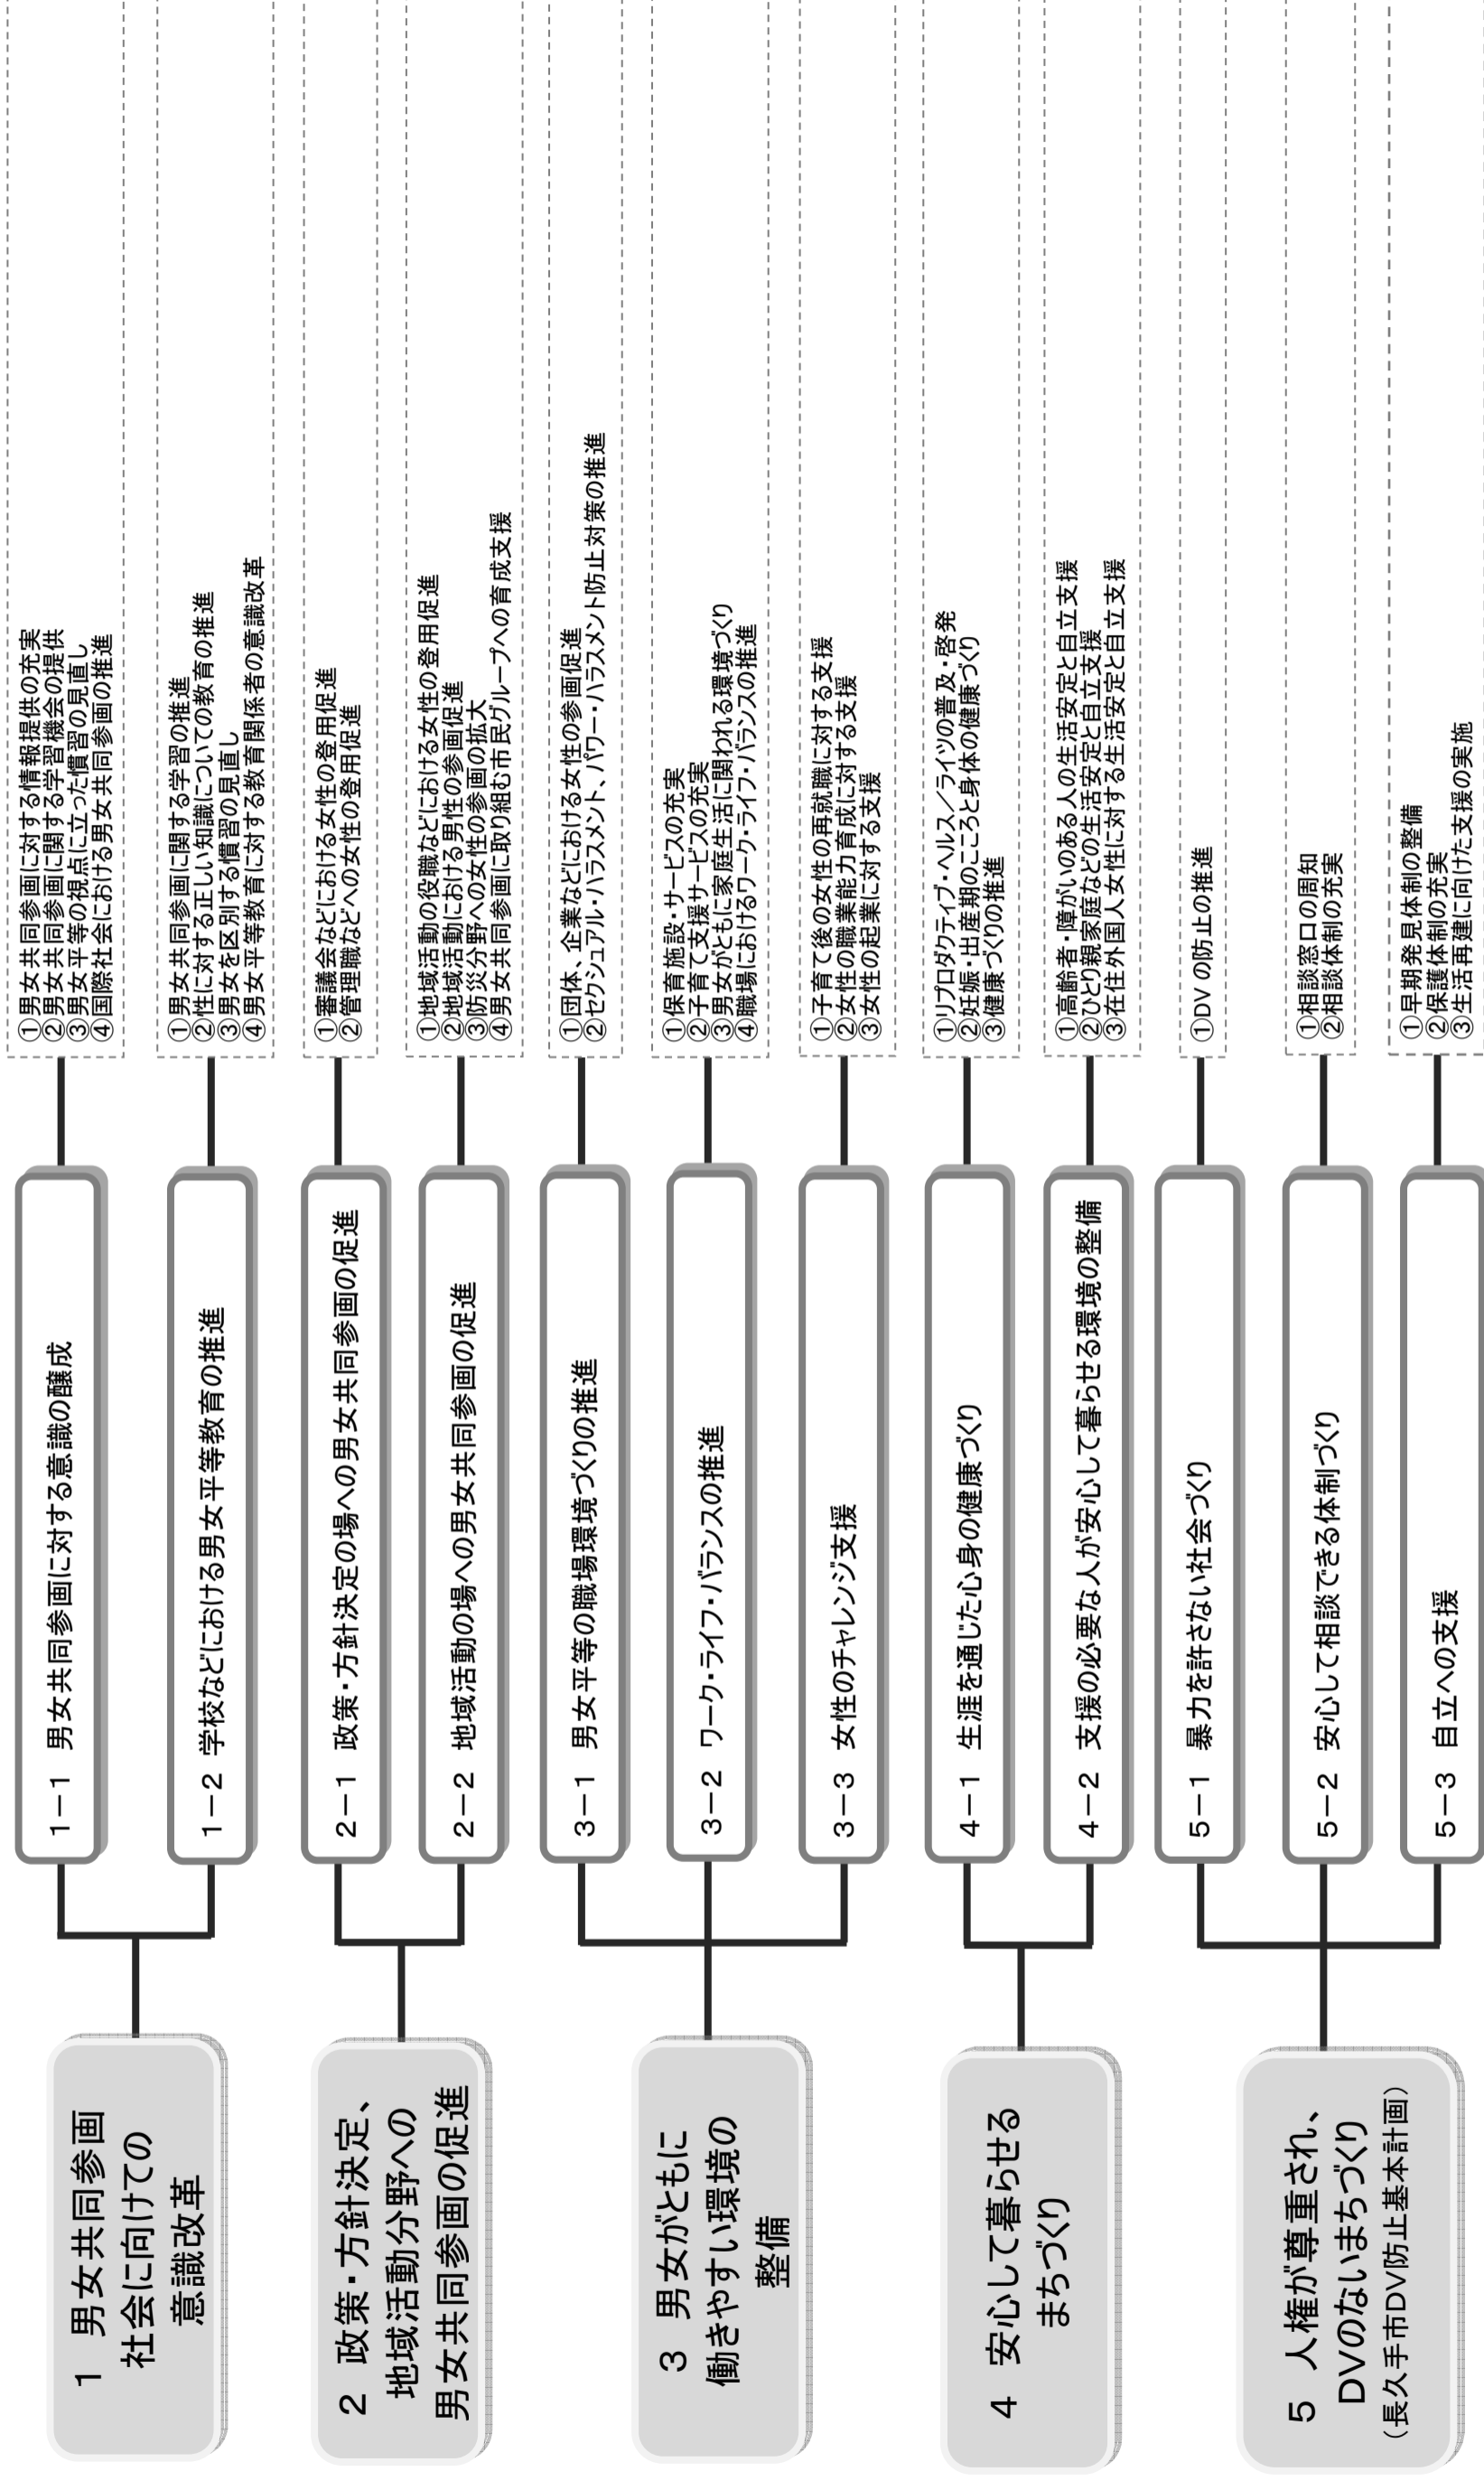 1　男女共同参画
社会に向けての
意識改革
1－1　男女共同参画に対する意識の醸成
①男女共同参画に対する情報提供の充実
②男女共同参画に関する学習機会の提供
③男女平等の視点に立った慣習の見直し
④国際社会における男女共同参画の推進
1－2 学校などにおける男女平等教育の推進
①男女共同参画に関する学習の推進
②性に対する正しい知識についての教育の推進
③男女を区別する慣習の見直し
④男女平等教育に対する教育関係者の意識改革
2　政策・方針決定、
地域活動分野への
男女共同参画の促進
2－1　政策・方針決定の場への男女共同参画の促進
①審議会などにおける女性の登用促進
②管理職などへの女性の登用促進
2－2　地域活動の場への男女共同参画の促進
①地域活動の役職などにおける女性の登用促進
②地域活動における男性の参画促進
③防災分野への女性の参画の拡大
④男女共同参画に取り組む市民グループへの育成支援
3　男女がともに
働きやすい環境の
整備
3－1　男女平等の職場環境づくりの推進
①団体、企業などにおける女性の参画促進
②セクシュアル・ハラスメント、パワー・ハラスメント防止対策の推進
3－2　ワーク・ライフ・バランスの推進
①保育施設・サービスの充実
②子育て支援サービスの充実
③男女がともに家庭生活に関われる環境づくり
④職場におけるワーク・ライフ・バランスの推進
3－3　女性のチャレンジ支援
①子育て後の女性の再就職に対する支援
②女性の職業能力育成に対する支援
③女性の起業に対する支援
4　安心して暮らせる
まちづくり
4－1　生涯を通じた心身の健康づくり
①リプロダクティブ・ヘルス／ライツの普及・啓発
②妊娠・出産期のこころと身体の健康づくり
③健康づくりの推進
4－2　支援の必要な人が安心して暮らせる環境の整備
①高齢者・障がいのある人の生活安定と自立支援
②ひとり親家庭などの生活安定と自立支援
③在住外国人女性に対する生活安定と自立支援
5　人権が尊重され、
DVのないまちづくり
（長久手市DV防止基本計画）
5－1　暴力を許さない社会づくり
①DV の防止の推進
5－2　安心して相談できる体制づくり
①相談窓口の周知
②相談体制の充実
5－3　自立への支援
①早期発見体制の整備
②保護体制の充実
③生活再建に向けた支援の実施